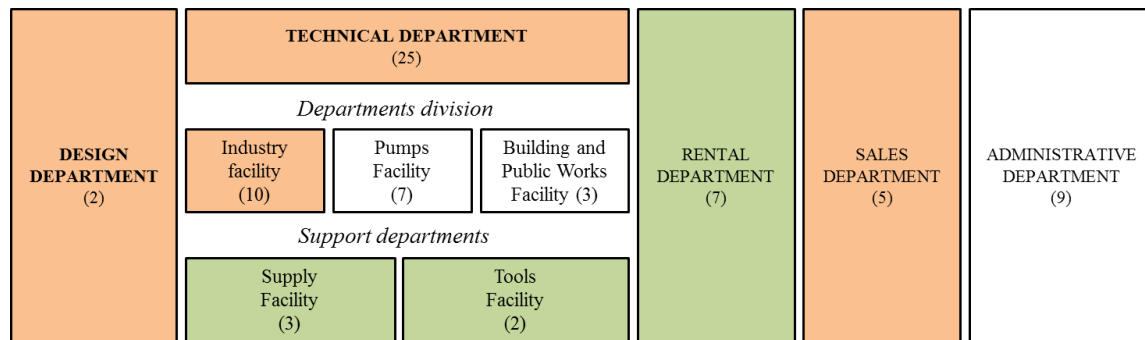 DESIGN
DEPARTMENT
(2)
TECHNICAL DEPARTMENT
(25)
Departments division
Industry
facility
(10)
Pumps
Facility
(7)
Building and
Public Works
Facility (3)
Support departments
Supply
Facility
(3)
Tools
Facility
(2)
RENTAL
DEPARTMENT
(7)
SALES
DEPARTMENT
(5)
ADMINISTRATIVE
DEPARTMENT
(9)